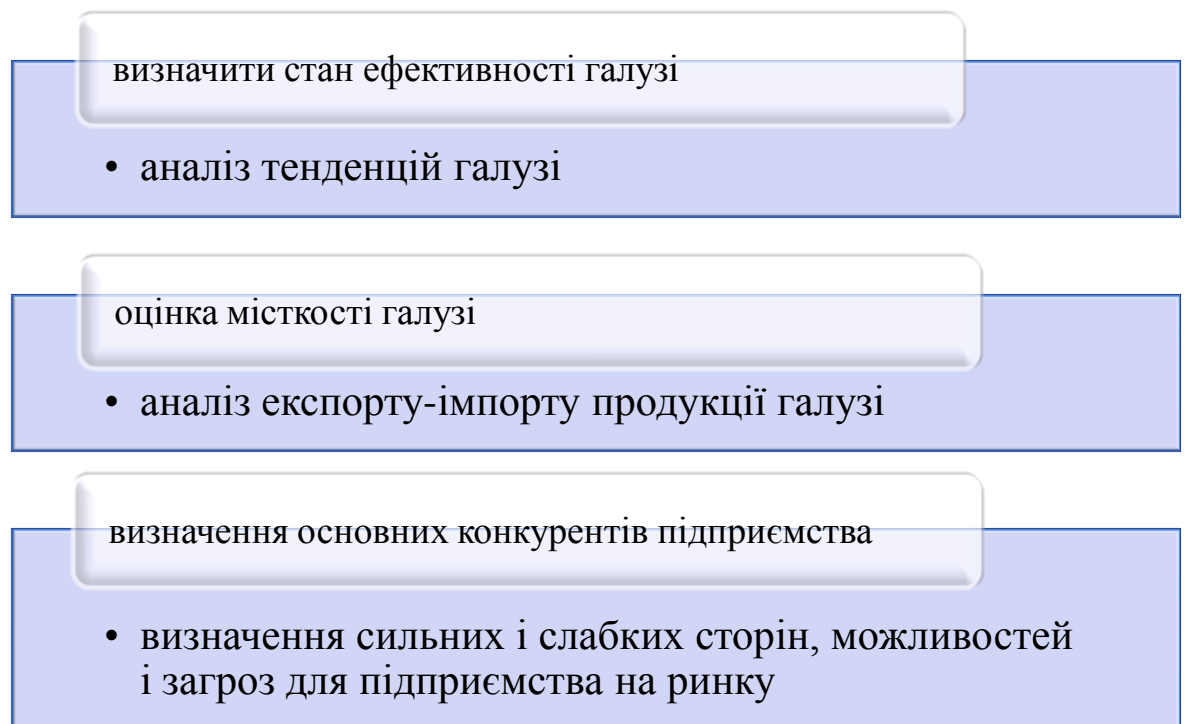 визначити стан ефективності галузі
• аналіз тенденцій галузі
оцінка місткості галузі
• аналіз експорту-імпорту продукції галузі
визначення основних конкурентів підприємства
• визначення сильних і слабких сторін, можливостей
і загроз для підприємства на ринку